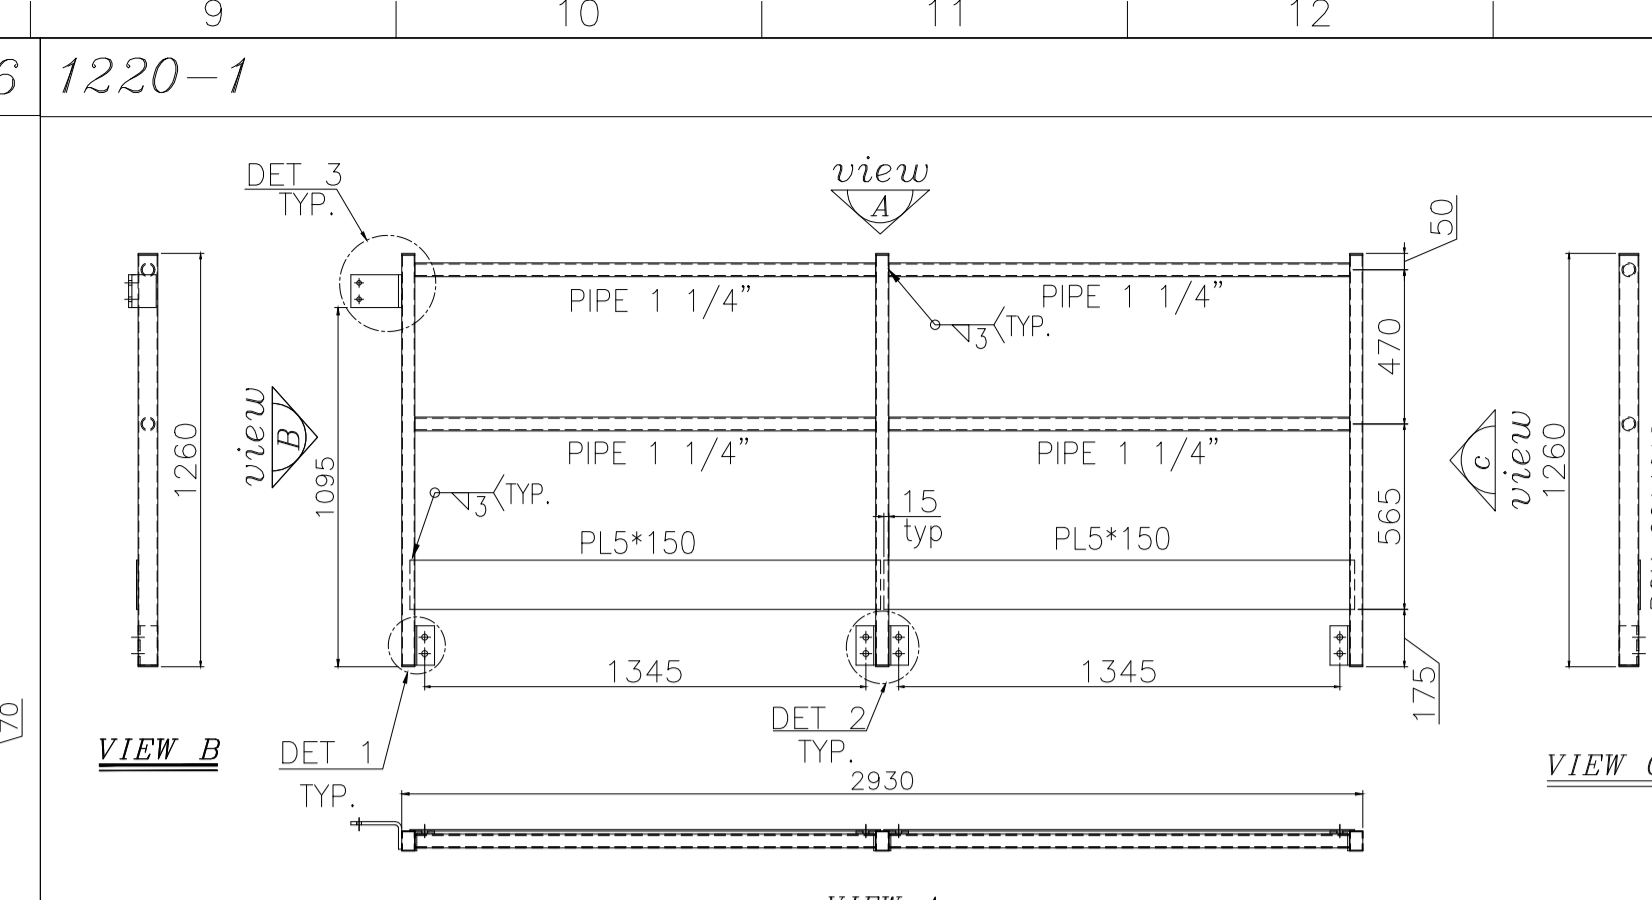 9
10
11
12
6
1220-1
DET 3
TYP.
view
A
50
PIPE 1 1/4"
PIPE 1 1/4"
3
TYP.
470
1260
view
B
1095
PIPE 1 1/4"
PIPE 1 1/4"
3
TYP.
15
typ
565
c
view
1260
PL5*150
PL5*150
1345
1345
175
70
DET 2
TYP.
VIEW B
DET 1
TYP.
2930
VIEW